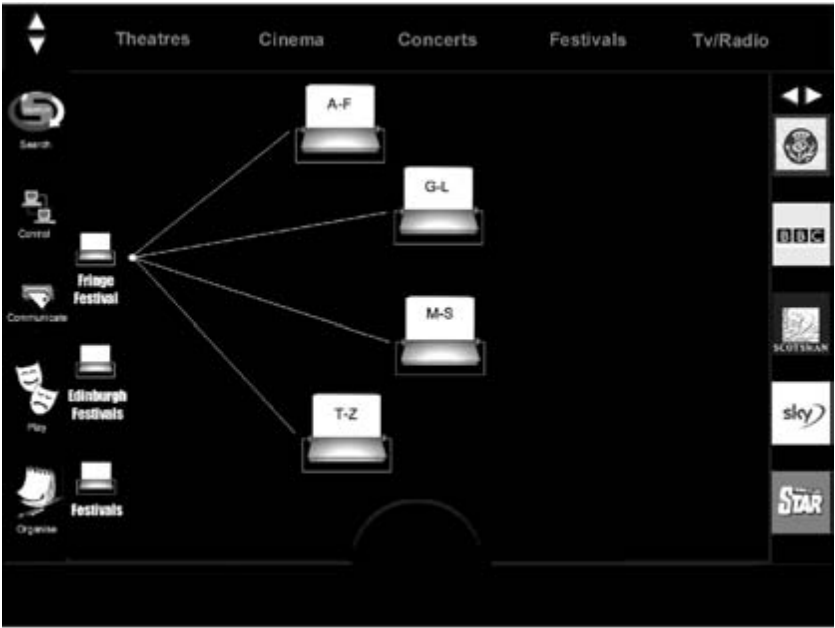 Theatres Cinema Concerts Festivals Tv/Radio
Search
Control
Communicate
Play
Organise
Fringe
Festival
Edinburgh
Festivals
Festivals
A-F
G-L
M-S
T-Z
BBC
SCOTSMAN
sky
STAR